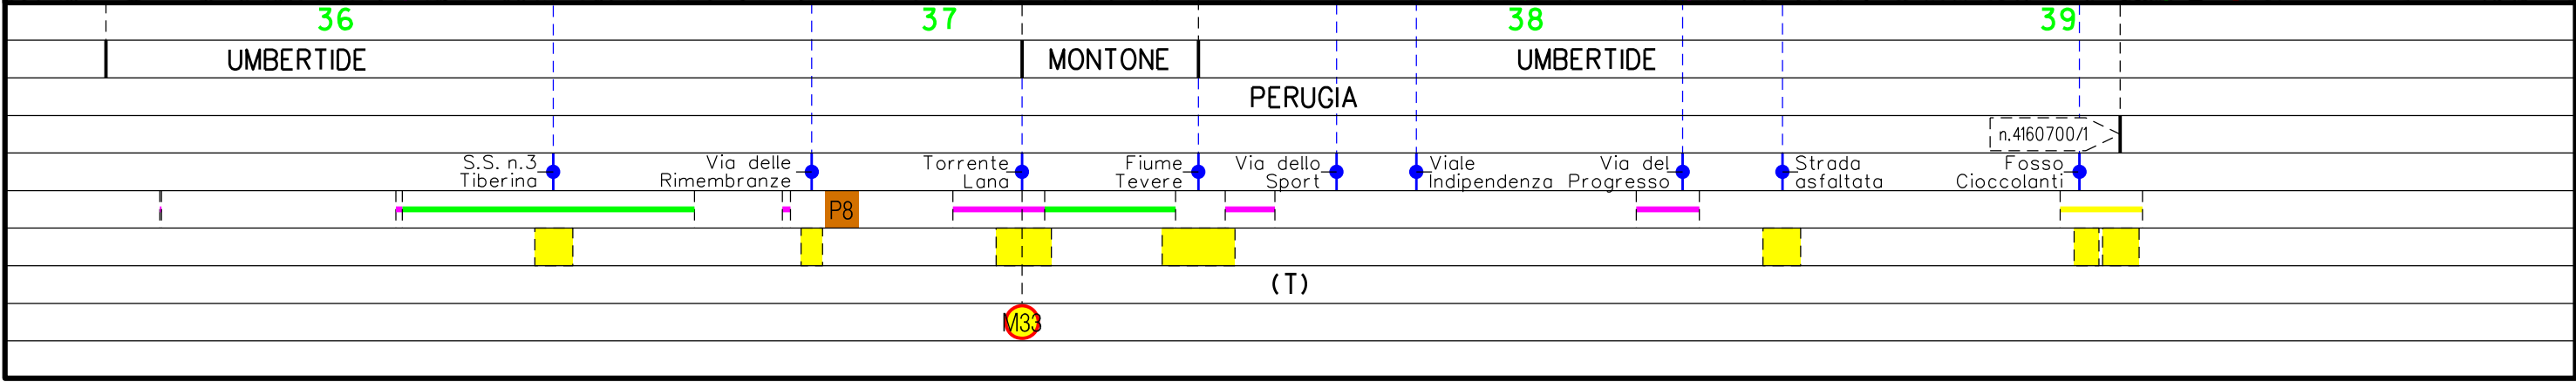 36 37 38 39
UMBERTIDE MONTONE UMBERTIDE
PERUGIA
n.4160700/1
S.S. n.3
Tiberina
Via delle
Rimembranze
Torrente
Lana
Fiume
Tevere
Via dello
Sport
Viale
Indipendenza
Via del
Progresso
Strada
asfaltata
Fosso
Cioccolanti
P8
(T)
M33